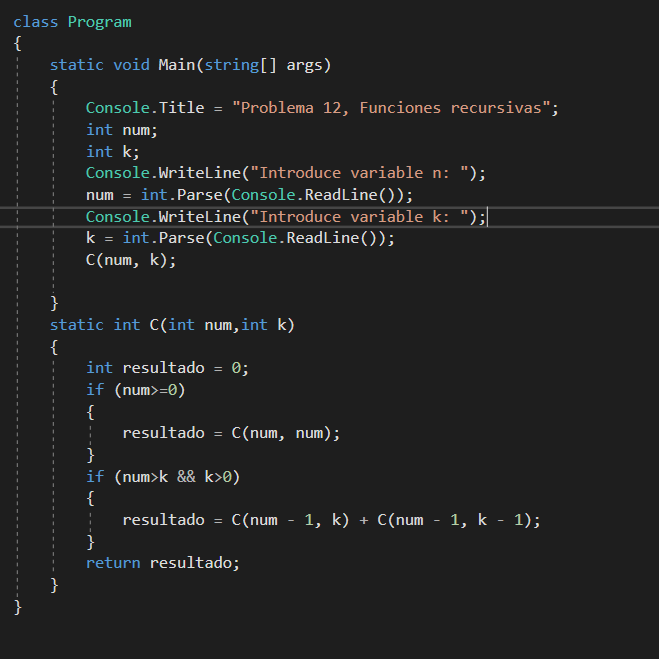 class Program
{
    static void Main(string[] args)
    {
        Console.Title = "Problema 12, Funciones recursivas";
        int num;
        int k;
        Console.WriteLine("Introduce variable n: ");
        num = int.Parse(Console.ReadLine());
        Console.WriteLine("Introduce variable k: ");
        k = int.Parse(Console.ReadLine());
        C(num, k);

    }
    static int C(int num,int k)
    {
        int resultado = 0;
        if (num>=0)
        {
            resultado = C(num, num);
        }
        if (num>k && k>0)
        {
            resultado = C(num - 1, k) + C(num - 1, k - 1);
        }
        return resultado;
    }
}